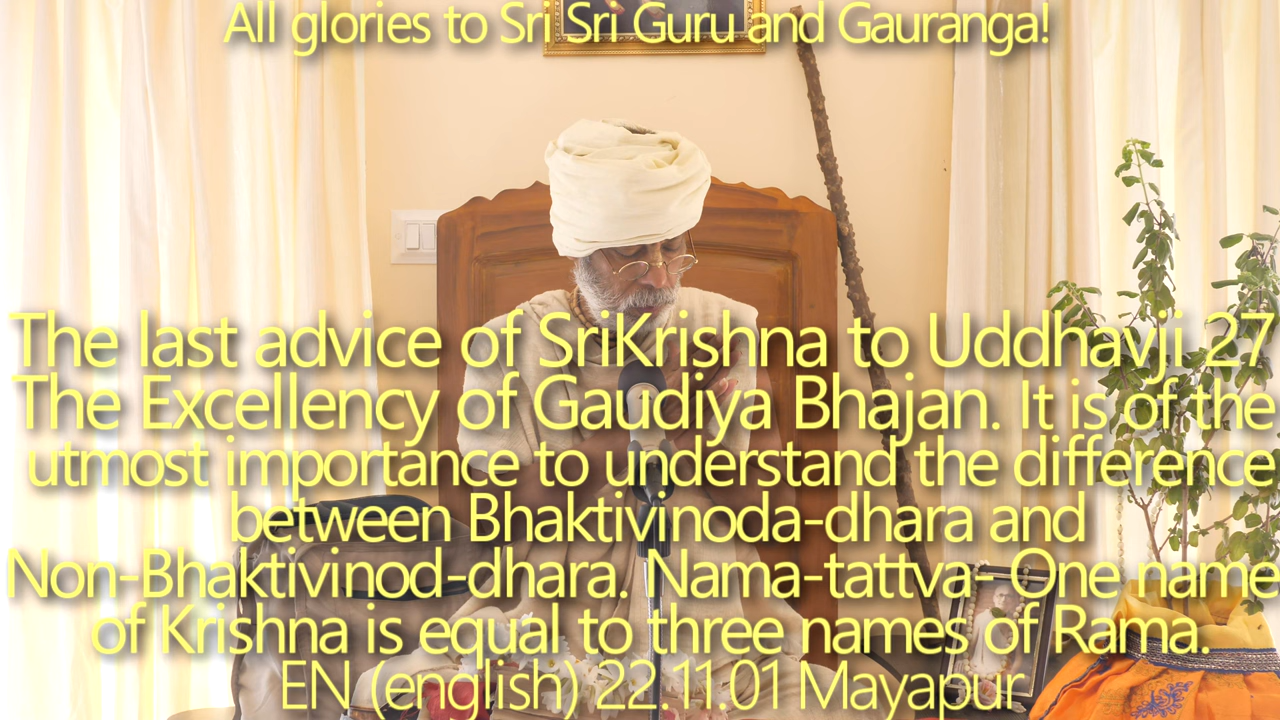 All glories to Sri Sri Guru and Gauranga!
The last advice of SriKrishna to Uddhavji 27
The Excellency of Gaudiya Bhajan. It is of the
utmost importance to understand the difference
between Bhaktivinoda-dhara and
Non-Bhaktivinod-dhara. Nama-tattva- One name
of Krishna is equal to three names of Rama.
EN (english) 22.11.01 Mayapur